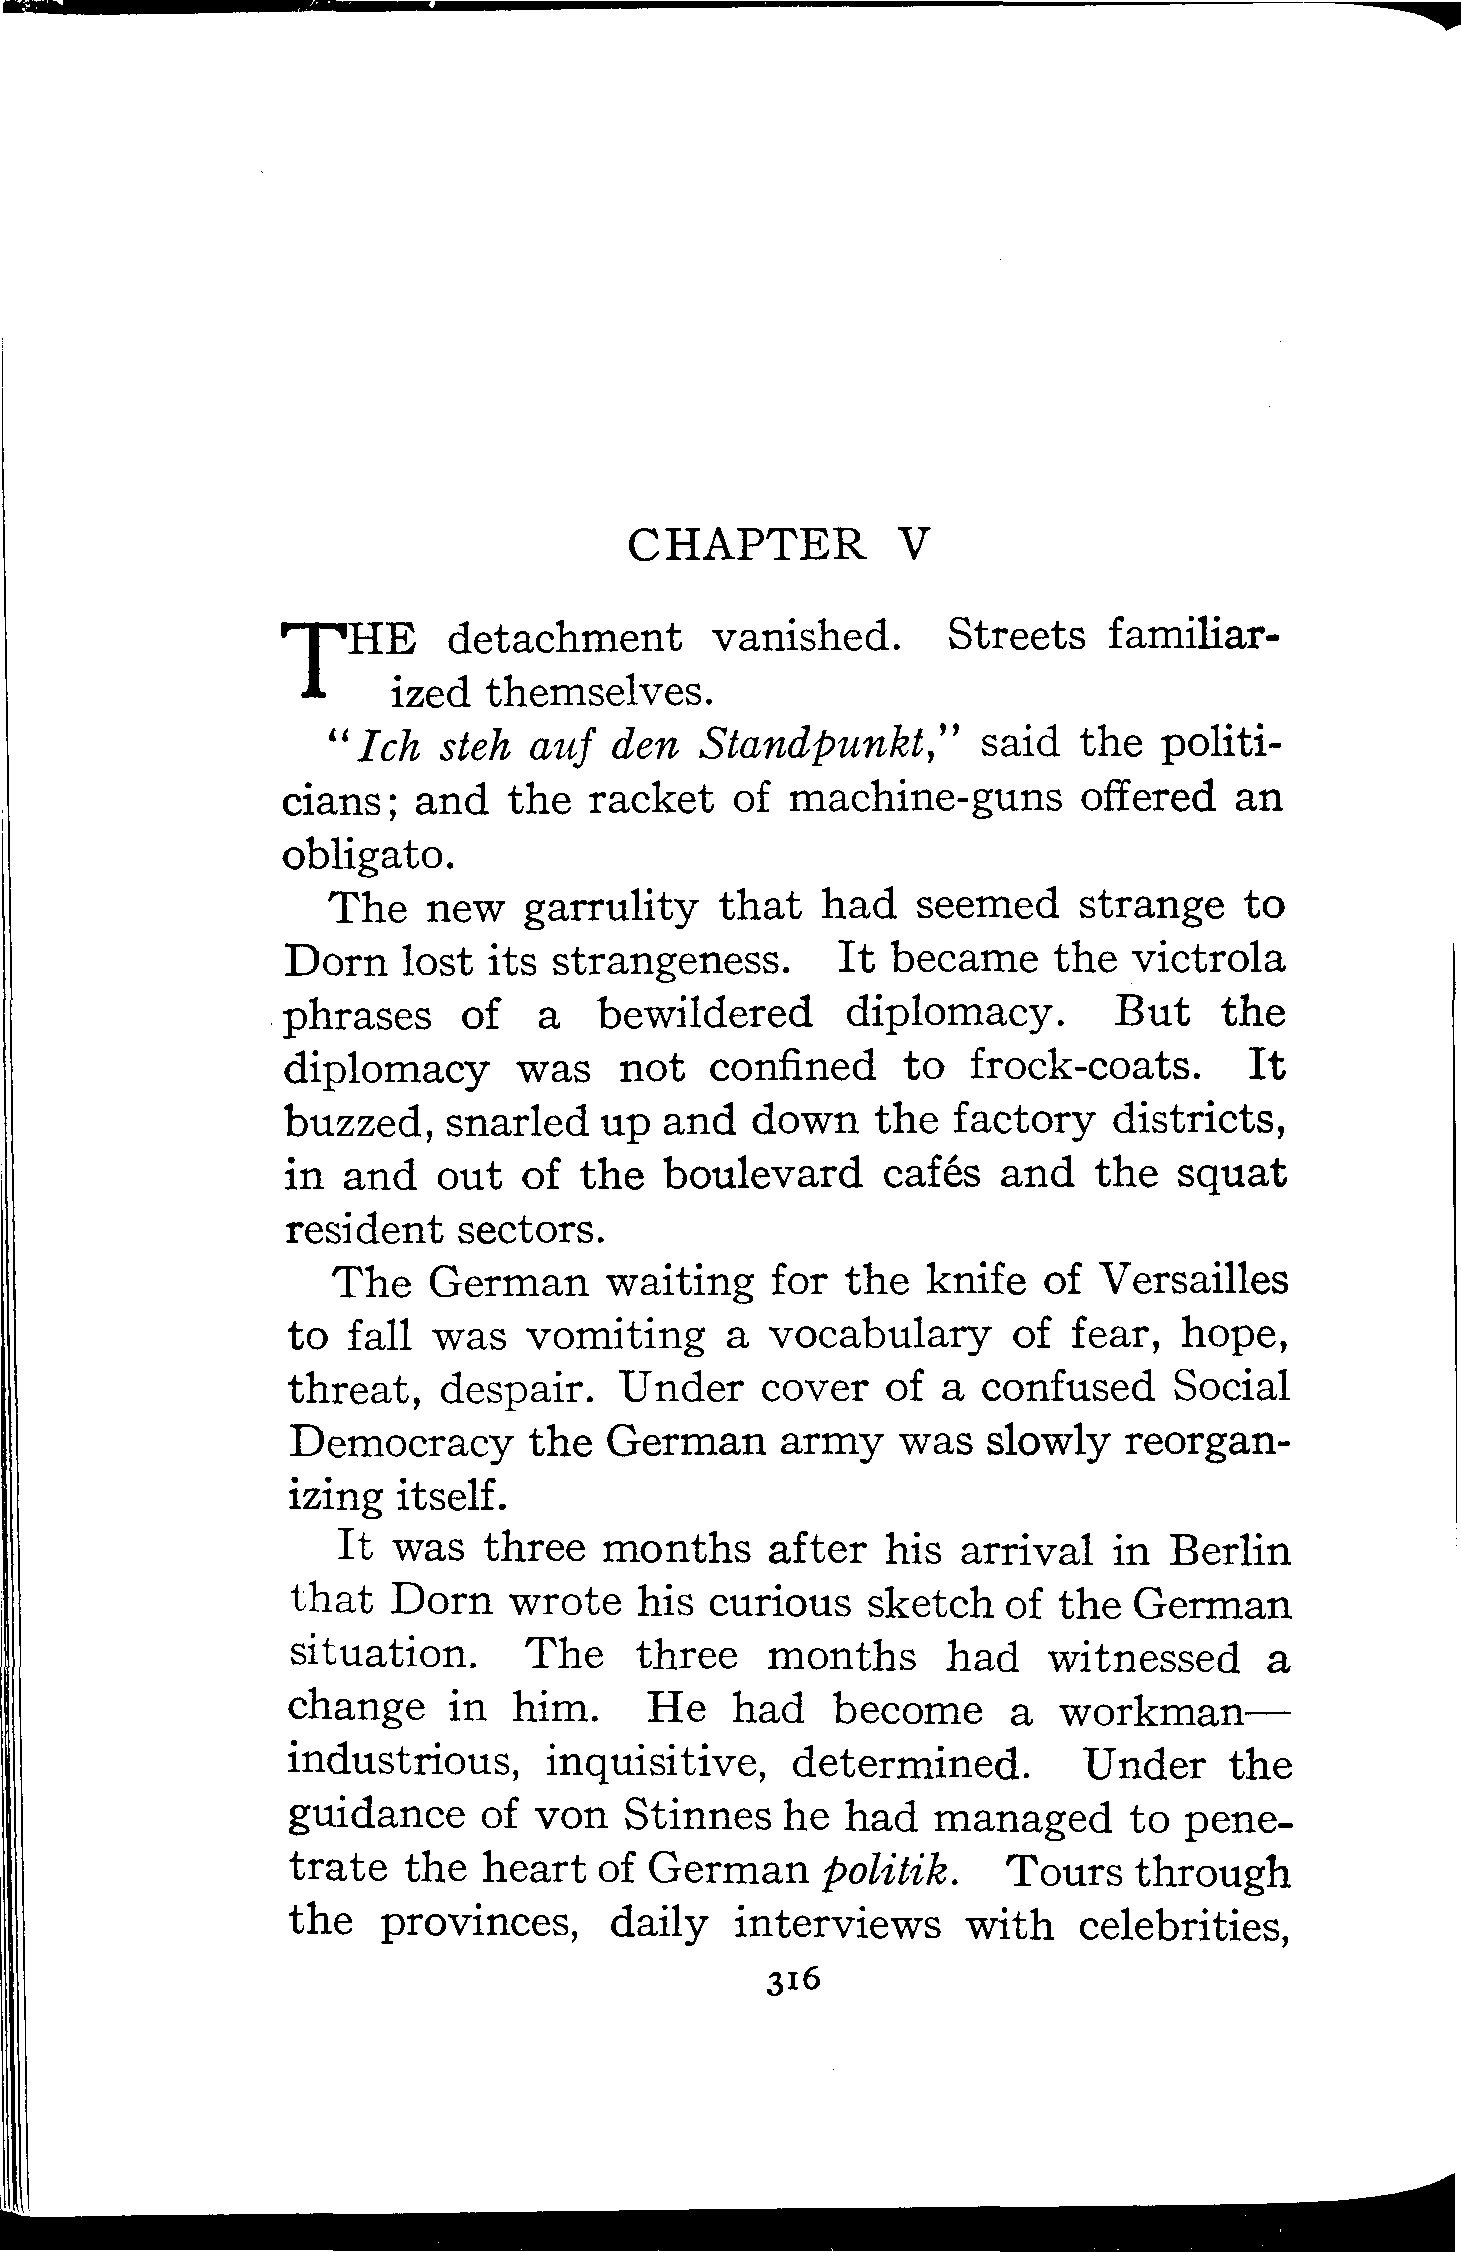 CHAPTER V
THE detachment vanished. Streets familiar-
ized themselves.
"Ich steh auf den Standpunkt," said the politi-
cians; and the racket of machine-guns offered an
obligato.
The new garrulity that had seemed strange to
Dorn lost its strangeness. It became the victrola
phrases of a bewildered diplomacy. But the
diplomacy was not confined to frock-coats. It
buzzed, snarled up and down the factory districts,
in and out of the boulevard cafés and the squat
resident sectors.
The German waiting for the knife of Versailles
to fall was vomiting a vocabulary of fear, hope,
threat, despair. Under cover of a confused Social
Democracy the German army was slowly reorgan-
izing itself.
It was three months after his arrival in Berlin
that Dorn wrote his curious sketch of the German
situation. The three months had witnessed a
change in him. He had become a workman—
industrious, inquisitive, determined. Under the
guidance of von Stinnes he had managed to pene-
trate the heart of German politik. Tours through
the provinces, daily interviews with celebrities,
316